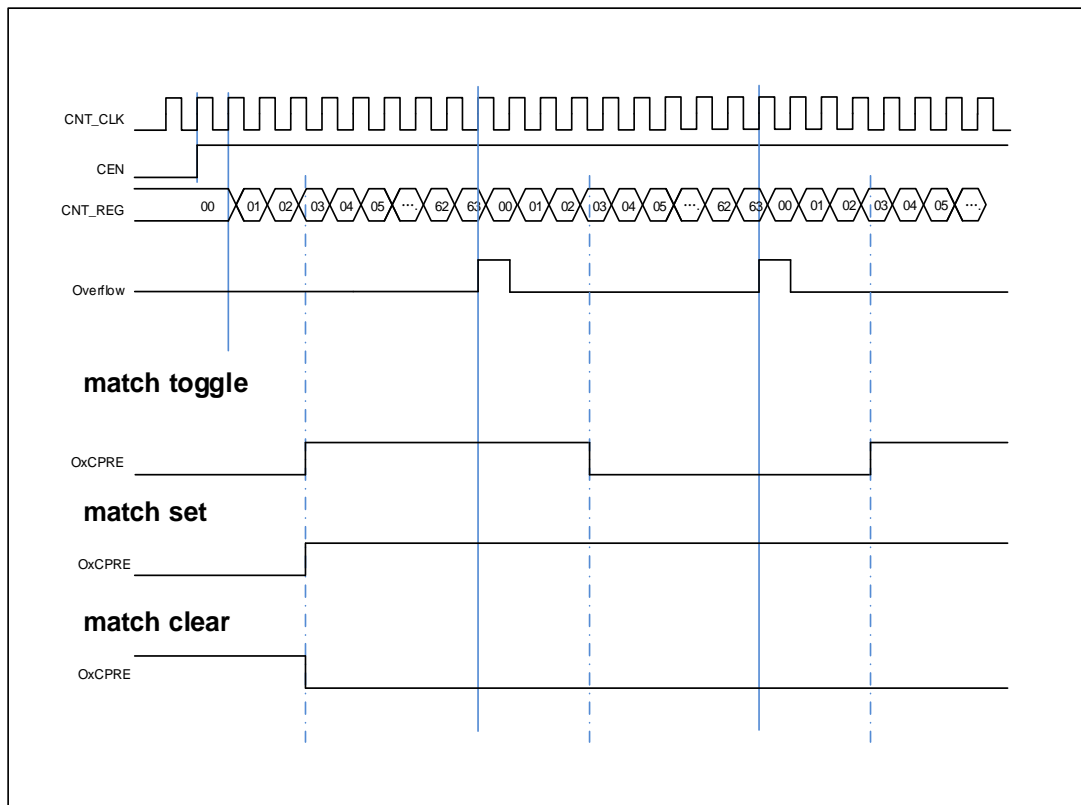 CNT_CLK
CEN
CNT_REG 00 01 02 03 04 05 … . 62 63 00 01 02 03 04 05 … . 62 63 00 01 02 03 04 05 … .
Overflow
match toggle
OxCPRE
match set
OxCPRE
match clear
OxCPRE